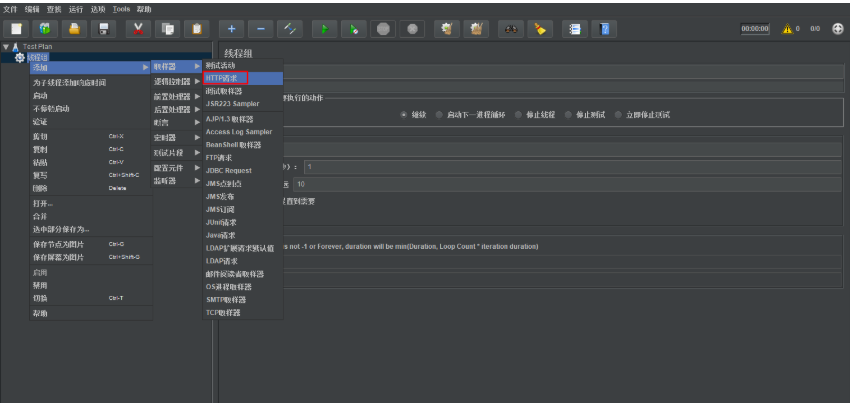 文件 编辑 查找 运行 选项 Tools 帮助
00:00:00 0 0/0
Test Plan
线程组
线程组
添加
为子线程添加响应时间
启动
不停顿启动
验证
剪切 Ctrl-X
复制 Ctrl-C
粘贴 Ctrl-V
复写 Ctrl+Shift-C
删除 Delete
打开...
合并
选中部分保存为...
保存节点为图片 Ctrl-G
保存屏幕为图片 Ctrl+Shift-G
启用
禁用
切换 Ctrl-T
帮助
取样器
逻辑控制器
前置处理器
后置处理器
断言
定时器
测试片段
配置元件
监听器
测试活动
HTTP请求
调试取样器
JSR223 Sampler
AJP/1.3 取样器
Access Log Sampler
BeanShell 取样器
FTP请求
JDBC Request
JMS点到点
JMS发布
JMS订阅
JUnit请求
Java请求
LDAP扩展请求默认值
LDAP请求
邮件阅读者取样器
OS进程取样器
SMTP取样器
TCP取样器
执行的动作
继续 启动下一进程循环 停止线程 停止测试 立即停止测试
: 1
10
直到需要
s not -1 or Forever, duration will be min(Duration, Loop Count * iteration duration)